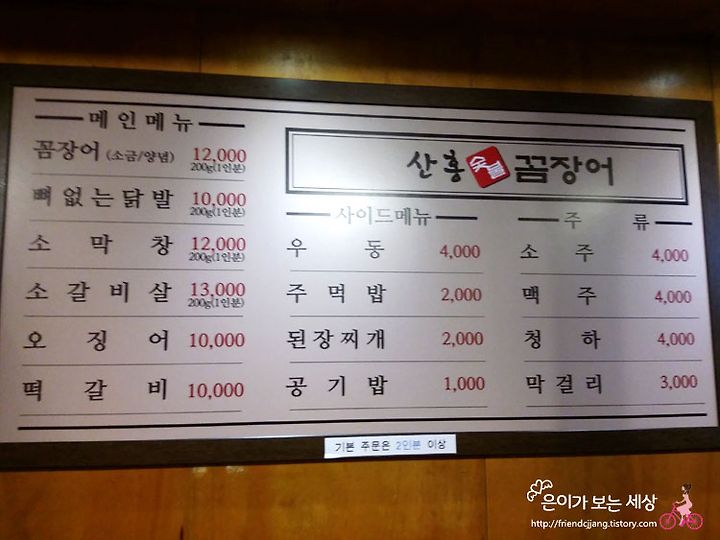 메인메뉴
꼼장어 (소금/양념) 12,000
200g(1인분)
뼈없는닭발 10,000
200g(1인분)
소막창 12,000
200g(1인분)
소갈비살 13,000
200g(1인분)
오징어 10,000
떡갈비 10,000
산홍 꼼장어
사이드메뉴
우동 4,000
주먹밥 2,000
된장찌개 2,000
공기밥 1,000
주류
소주 4,000
맥주 4,000
청하 4,000
막걸리 3,000
기본 주문은 2인분 이상
은이가 보는 세상
http://friendcjjang.tistory.com